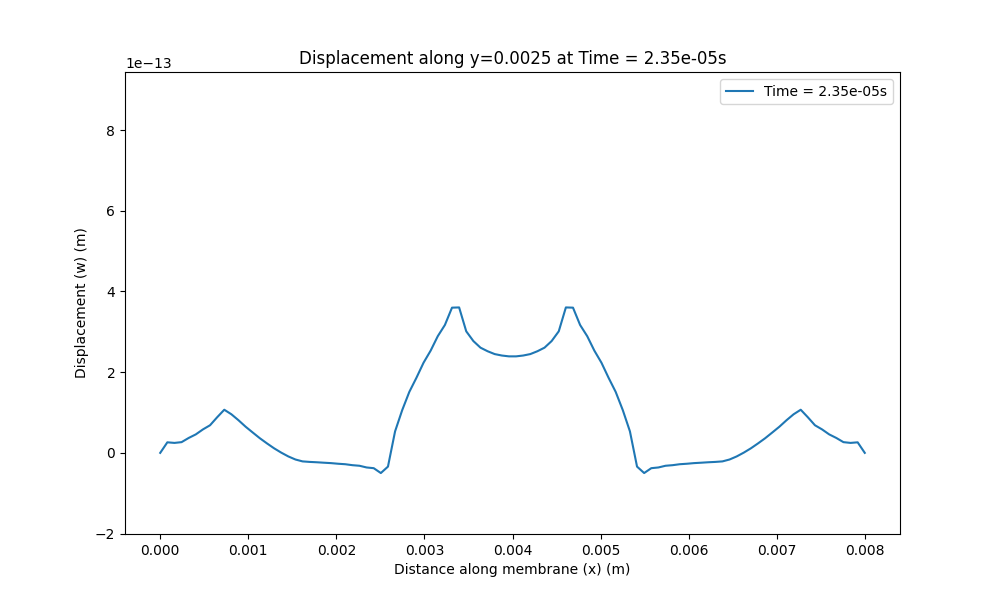 Displacement along y=0.0025 at Time = 2.35e-05s
1e−13
Time = 2.35e-05s
8
6
4
2
0
−2
Displacement (w) (m)
0.000 0.001 0.002 0.003 0.004 0.005 0.006 0.007 0.008
Distance along membrane (x) (m)